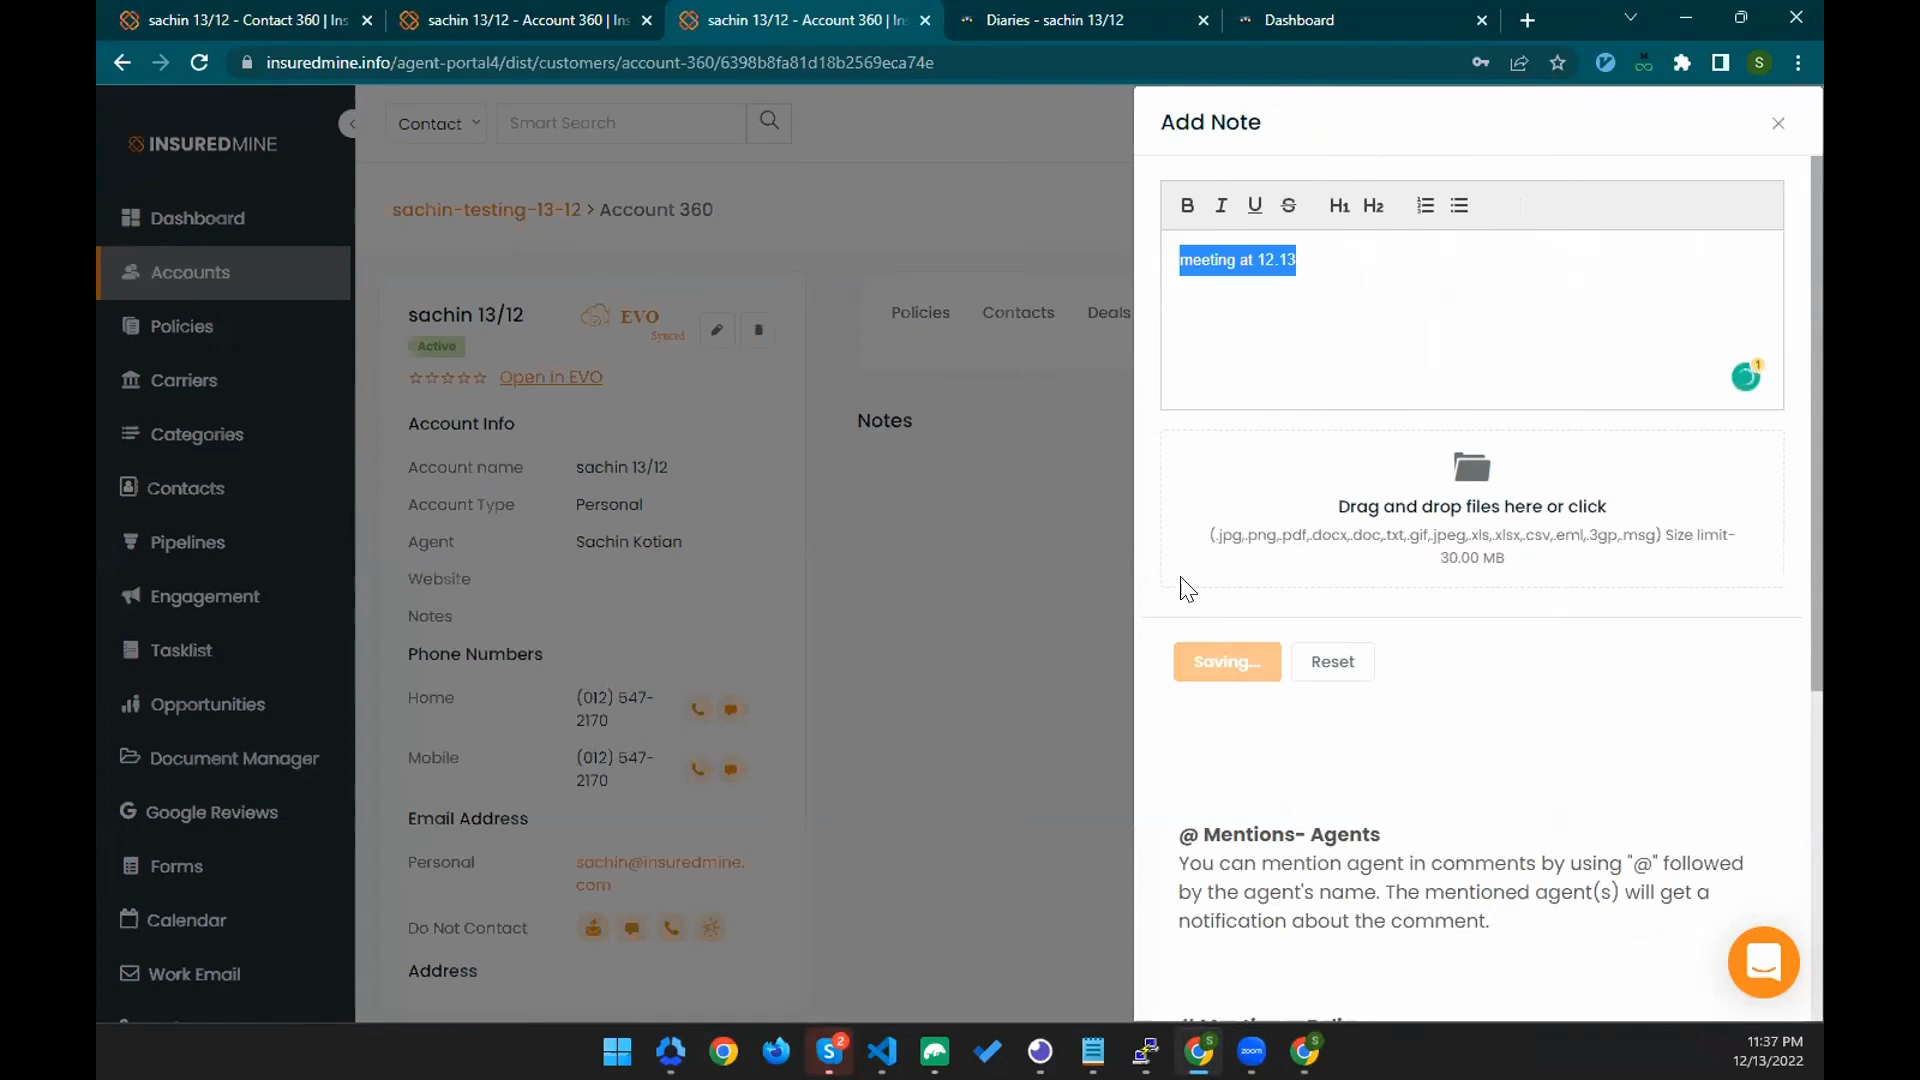 sachin 13/12 - Contact 360 | Ins
sachin 13/12 - Account 360 | Ins
sachin 13/12 - Account 360 | In
Diaries - sachin 13/12
Dashboard
insuredmine.info/agent-portal4/dist/customers/account-360/6398b8fa81d18b2569eca74e
S
INSUREDMINE
Dashboard
Accounts
Policies
Carriers
Categories
Contacts
Pipelines
Engagement
Tasklist
Opportunities
Document Manager
Google Reviews
Forms
Calendar
Work Email
Contact
Smart Search
sachin-testing-13-12 > Account 360
sachin 13/12
EVO
Synced
Active
Open in EVO
Account Info
Account name sachin 13/12
Account Type Personal
Agent Sachin Kotian
Website
Notes
Phone Numbers
Home (012) 547-
2170
Mobile (012) 547-
2170
Email Address
Personal sachin@insuredmine.
com
Do Not Contact
Address
Policies Contacts Deals
Notes
Add Note
B I U S H1 H2
meeting at 12.13
1
Drag and drop files here or click
(.jpg,.png,.pdf,.docx,.doc,.txt,.gif,.jpeg,.xls,.xlsx,.csv,.eml,.3gp,.msg) Size limit-
30.00 MB
Saving...
Reset
@ Mentions- Agents
You can mention agent in comments by using "@" followed
by the agent's name. The mentioned agent(s) will get a
notification about the comment.
2
zoom
11:37 PM
12/13/2022